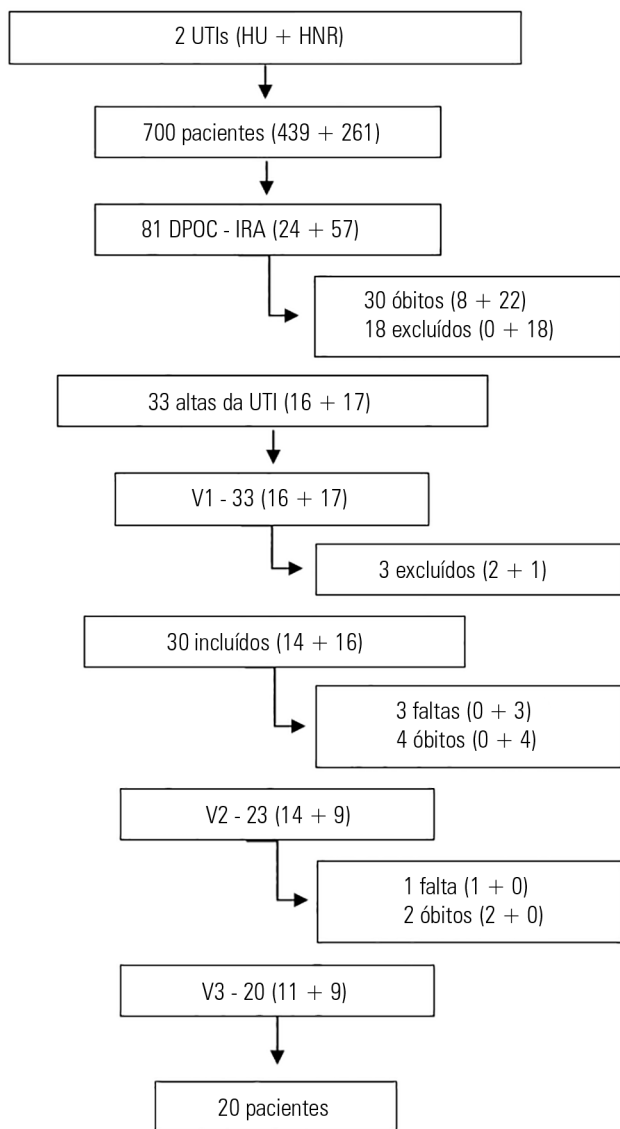 2 UTIs (HU + HNR)
700 pacientes (439 + 261)
81 DPOC - IRA (24 + 57)
30 óbitos (8 + 22)
18 excluídos (0 + 18)
33 altas da UTI (16 + 17)
V1 - 33 (16 + 17)
3 excluídos (2 + 1)
30 incluídos (14 + 16)
3 faltas (0 + 3)
4 óbitos (0 + 4)
V2 - 23 (14 + 9)
1 falta (1 + 0)
2 óbitos (2 + 0)
V3 - 20 (11 + 9)
20 pacientes